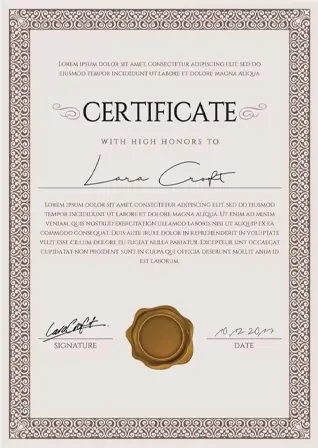 Lorem ipsum dolor sit amet, consectetur adipiscing elit, sed do
eiusmod tempor incididunt ut labore et dolore magna aliqua
CERTIFICATE
WITH HIGH HONORS TO
Lara Croft
Lorem ipsum dolor sit amet, consectetur adipiscing elit, sed do eiusmod
tempor incididunt ut labore et dolore magna aliqua. Ut enim ad minim
veniam, quis nostrud exercitation ullamco laboris nisi ut aliquip ex ea
commodo consequat. Duis aute irure dolor in reprehenderit in voluptate
velit esse cillum dolore eu fugiat nulla pariatur. Excepteur sint occaecat
cupidatat non proident sunt in culpa qui officia deserunt mollit anim id
est laborum.
Lara Croft
SIGNATURE
DATE